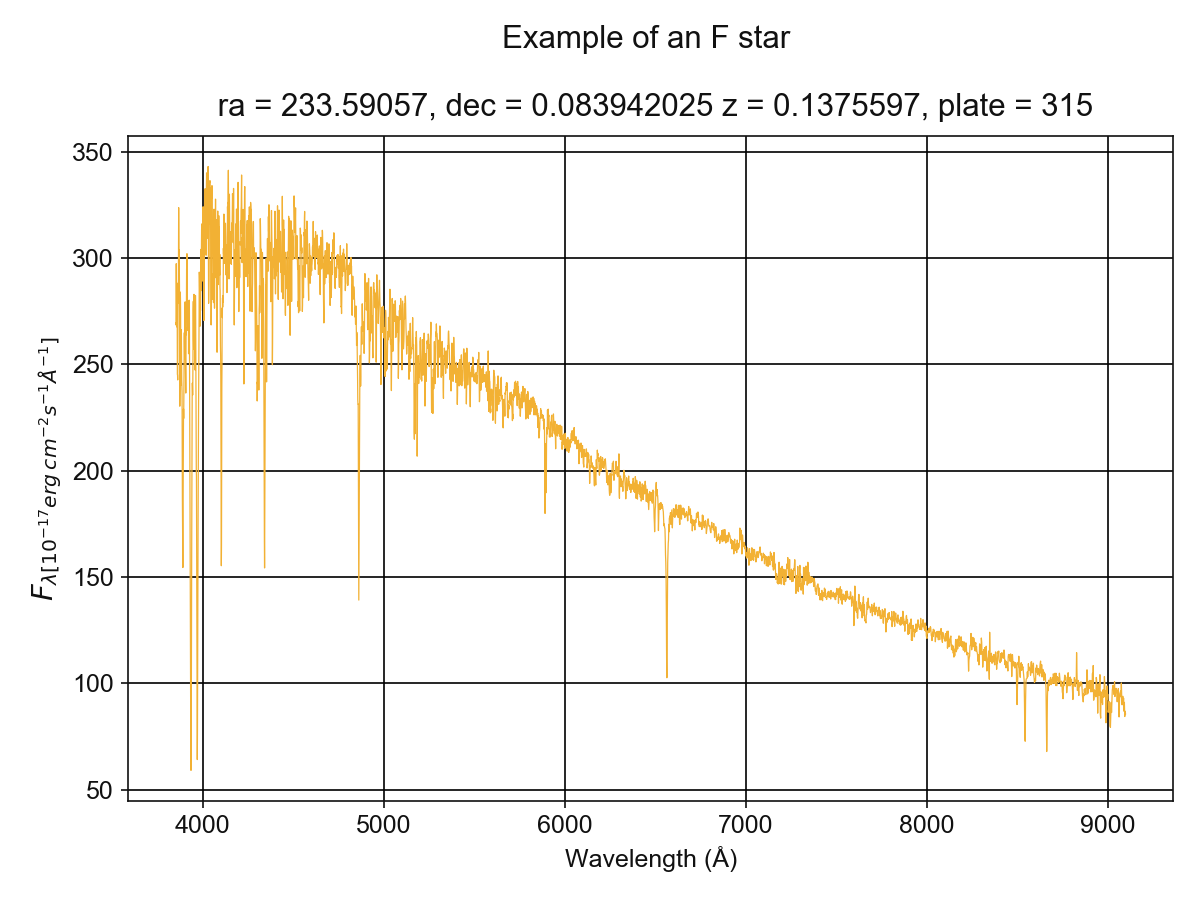 Example of an F star
ra = 233.59057, dec = 0.083942025 z = 0.1375597, plate = 315
350
300
250
200
150
100
50
F_{λ[10^{−17}erg cm^{−2}s^{−1}Å^{−1}]}
4000 5000 6000 7000 8000 9000
Wavelength (Å)